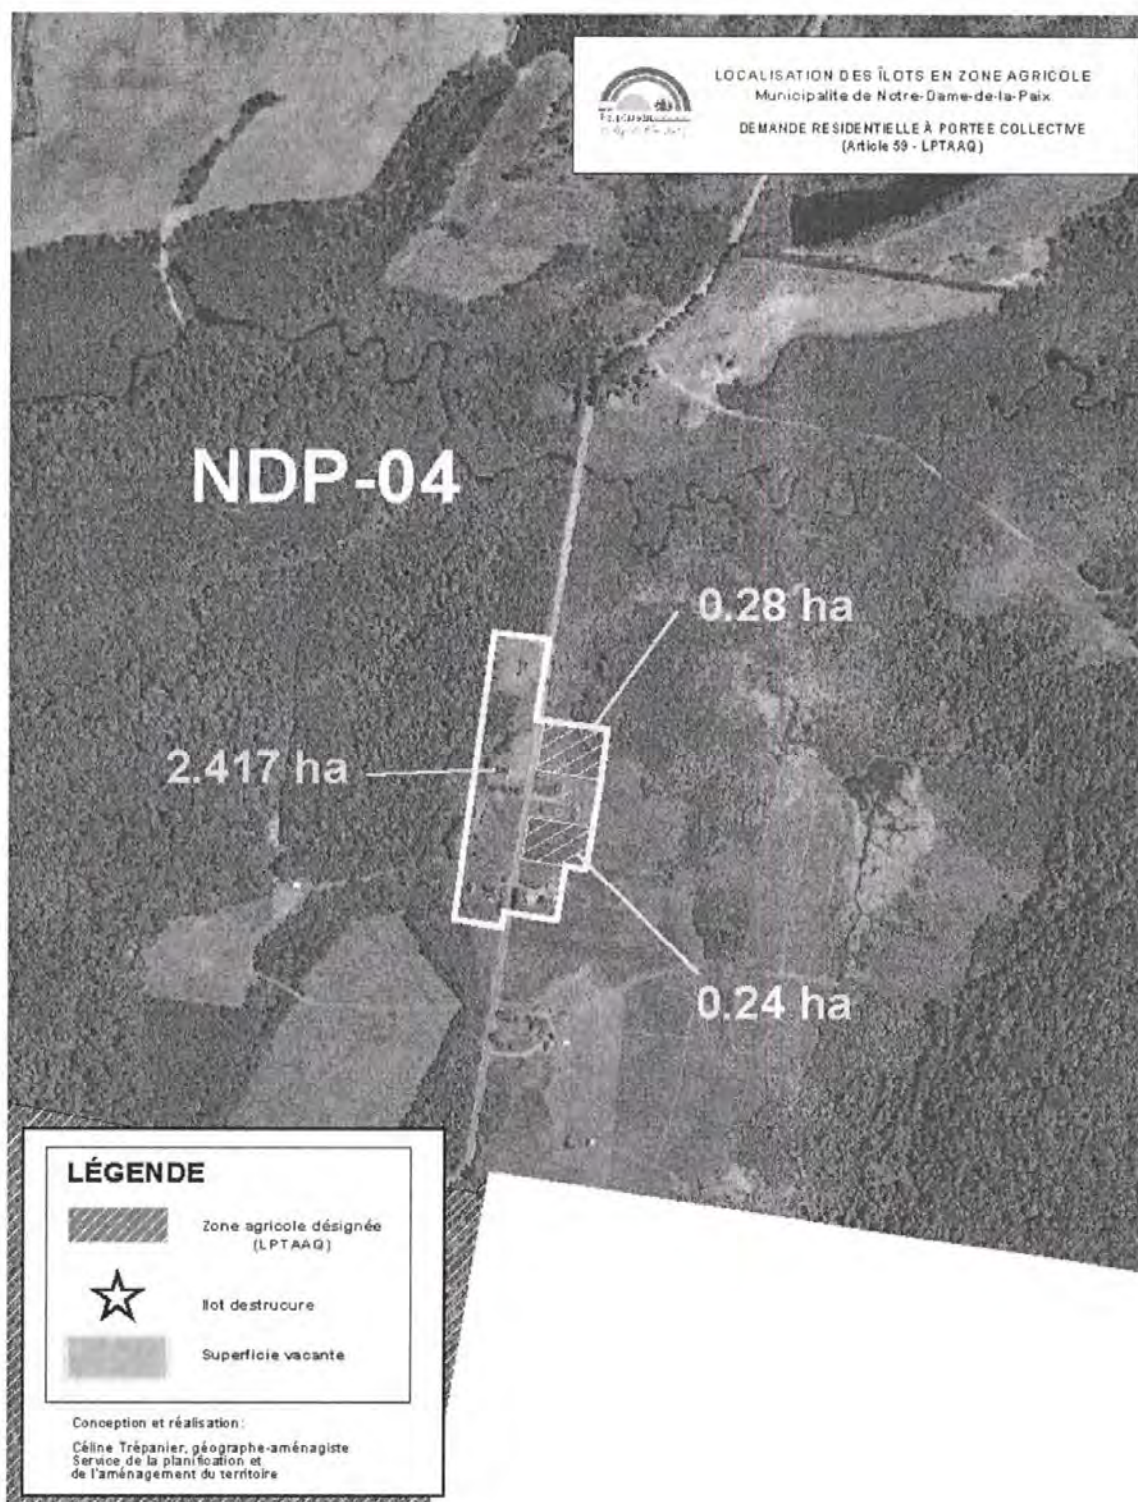 LOCALISATION DES ÎLOTS EN ZONE AGRICOLE
Municipalite de Notre-Dame-de-la-Paix
DEMANDE RESIDENTIELLE À PORTEE COLLECTIVE
(Article 59 - LPTAAQ)
NDP-04
0.28 ha
2.417 ha
0.24 ha
LÉGENDE
Zone agricole désignée
(LPTAAQ)
Ilot destrucure
Superficie vacante
Conception et réalisation:
Céline Trépanier, géographe-aménagiste
Service de la planification et
de l'aménagement du territoire